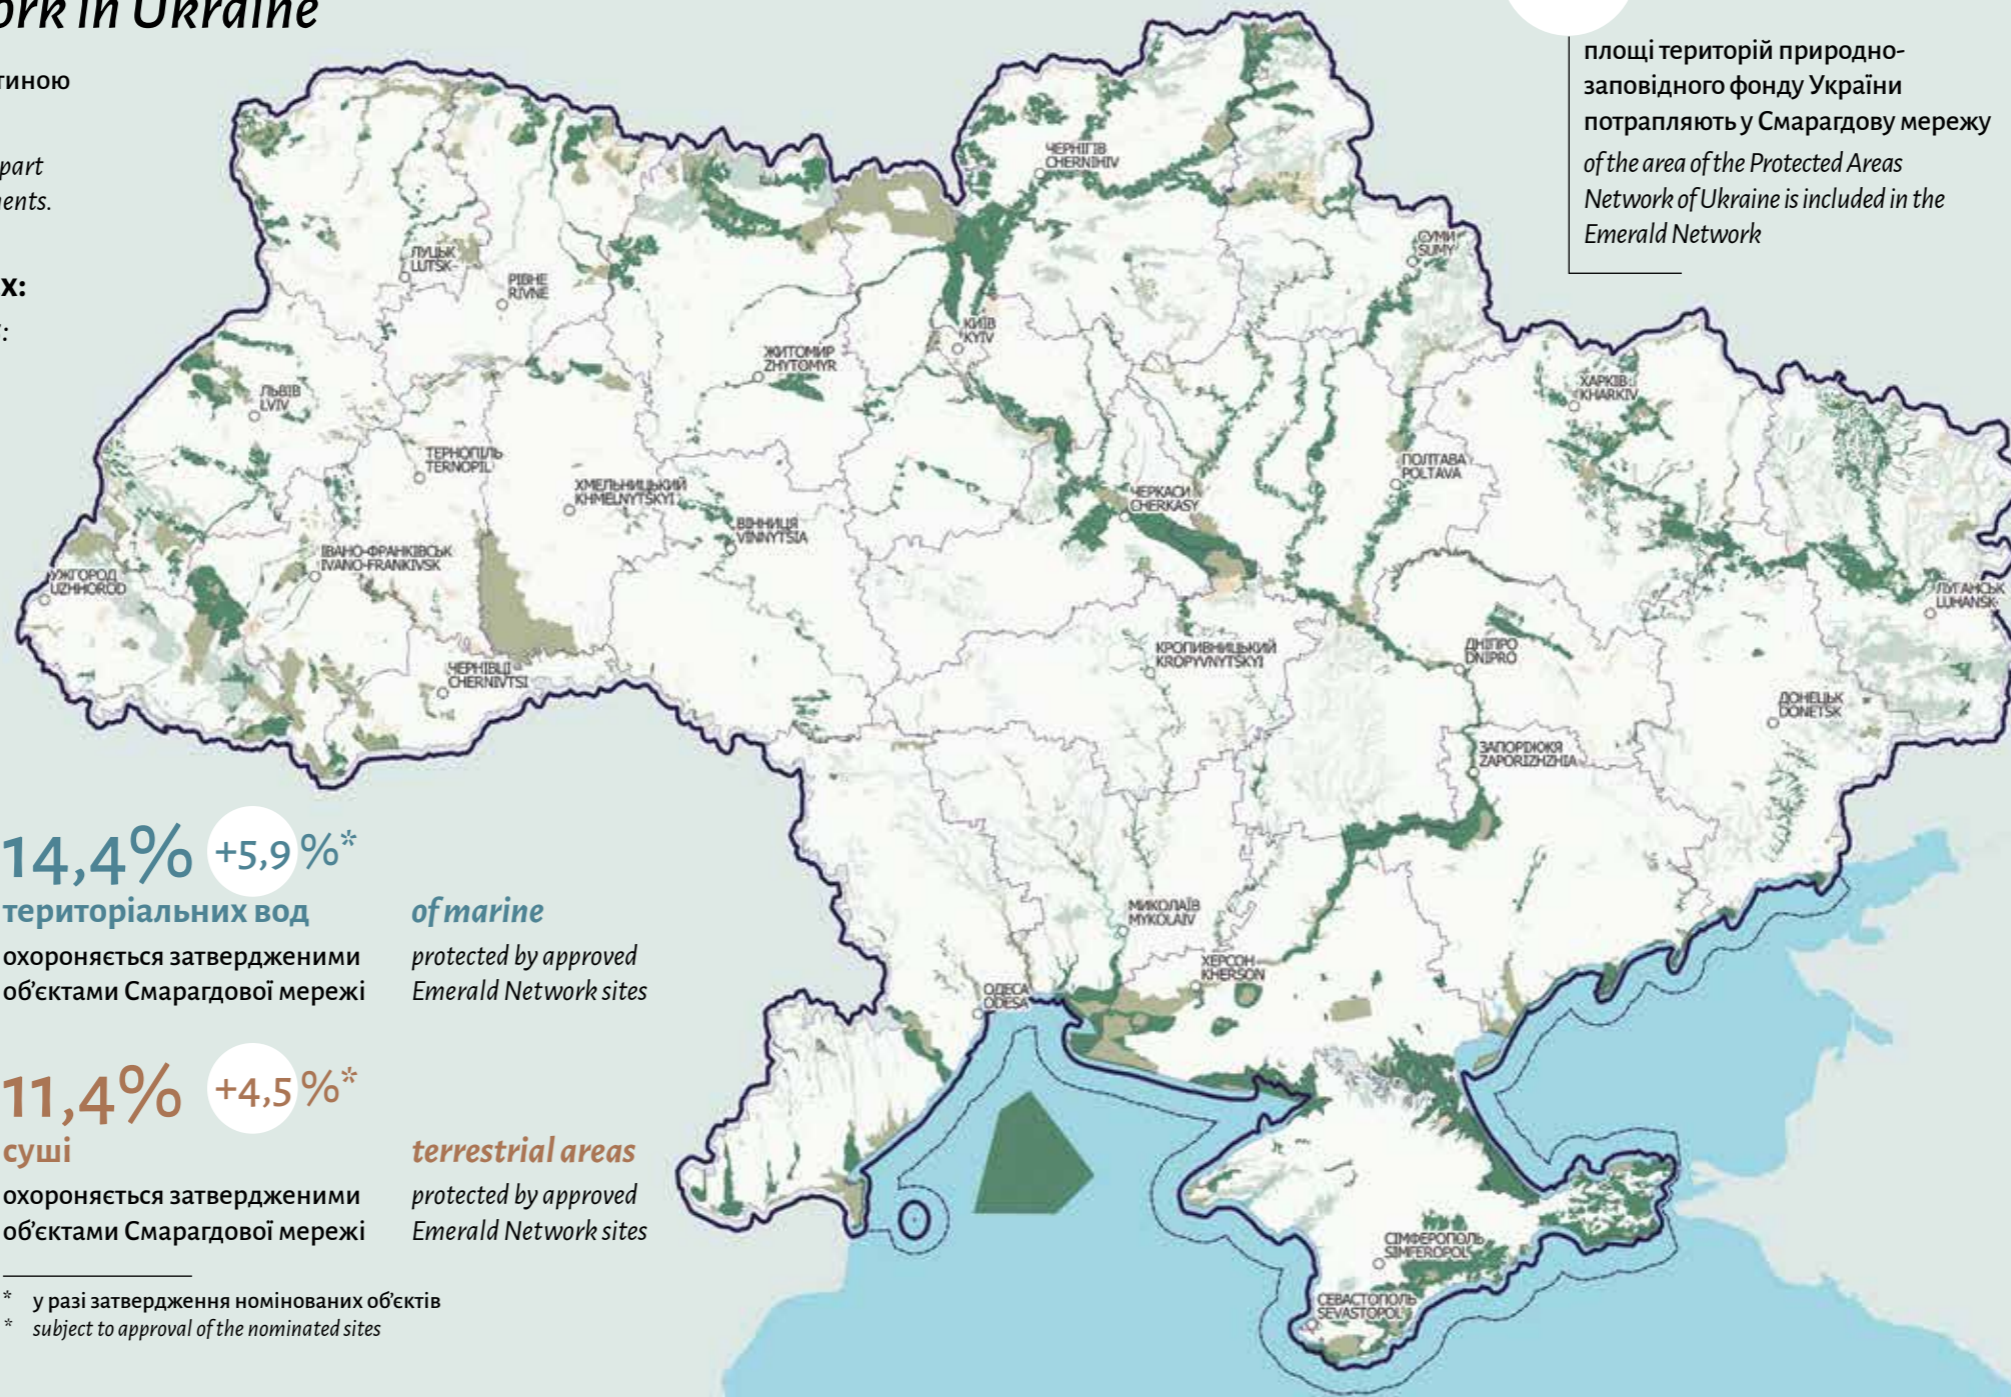 ork in Ukraine
тиною
part
ents.
х:
:
площі територій природно-
заповідного фонду України
потрапляють у Смарагдову мережу
of the area of the Protected Areas
Network of Ukraine is included in the
Emerald Network
ЧЕРНІГІВ
CHERNIHIV
СУМИ
SUMY
ЛУЦЬК
LUTSK
РІВНЕ
RIVNE
КИЇВ
KYIV
ЖИТОМИР
ZHYTOMYR
ЛЬВІВ
LVIV
ХАРКІВ
KHARKIV
ТЕРНОПІЛЬ
TERNOPIL
ПОЛТАВА
POLTAVA
ХМЕЛЬНИЦЬКИЙ
KHMELNYTSKYI
ЧЕРКАСИ
CHERKASY
ВІННИЦЯ
VINNYTSIA
ІВАНО-ФРАНКІВСЬК
IVANO-FRANKIVSK
УЖГОРОД
UZHHOROD
ЛУГАНСЬК
LUHANSK
КРОПИВНИЦЬКИЙ
KROPYVNYTSKYI
ДНІПРО
DNIPRO
ЧЕРНІВЦІ
CHERNIVTSI
ДОНЕЦЬК
DONETSK
ЗАПОРІЖЖЯ
ZAPORIZHZHIA
МИКОЛАЇВ
MYKOLAIV
ХЕРСОН
KHERSON
ОДЕСА
ODESA
СІМФЕРОПОЛЬ
SIMFEROPOL
СЕВАСТОПОЛЬ
SEVASTOPOL
14,4% +5,9 %*
територіальних вод
охороняється затвердженими
об'єктами Смарагдової мережі
of marine
protected by approved
Emerald Network sites
11,4% +4,5 %*
суші
охороняється затвердженими
об'єктами Смарагдової мережі
terrestrial areas
protected by approved
Emerald Network sites
* у разі затвердження номінованих об'єктів
* subject to approval of the nominated sites